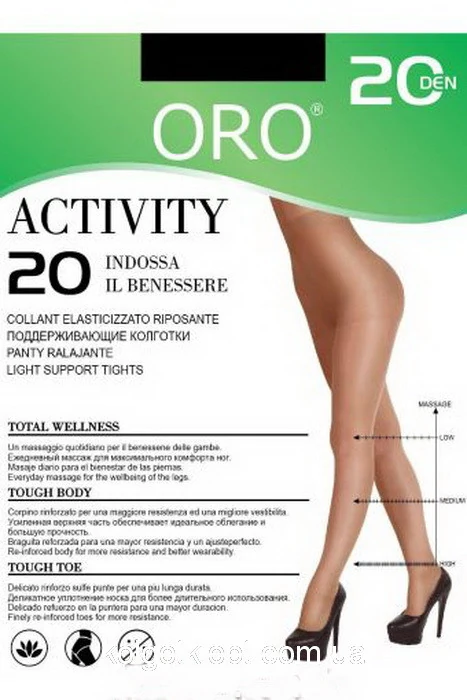 20 DEN
ORO®
ACTIVITY
20 INDOSSA
IL BENESSERE
COLLANT ELASTICIZZATO RIPOSANTE
ПОДДЕРЖИВАЮЩИЕ КОЛГОТКИ
PANTY RALAJANTE
LIGHT SUPPORT TIGHTS
MASSAGE
LOW
MEDIUM
HIGH
TOTAL WELLNESS
Un massaggio quotidiano per il benessere delle gambe.
Ежедневный массаж для максимального комфорта ног.
Masaje diario para el bienestar de las piernas.
Everyday massage for the wellbeing of the legs.
TOUGH BODY
Corpino rinforzato per una maggiore resistenza ed una migliore vestibilita.
Усиленная верхняя часть обеспечивает идеальное облегание и
большую прочность.
Braguita reforzada para una mayor resistencia y un ajusteperfecto.
Re-inforced body for more resistance and better wearability.
TOUGH TOE
Delicato rinforzo sulfe punte per una piu lunga durata.
Деликатное уплотнение носка для более длительного использования.
Delicado refuerzo en la puntera para una mayor duracion.
Finely re-inforced toes for more resistance.